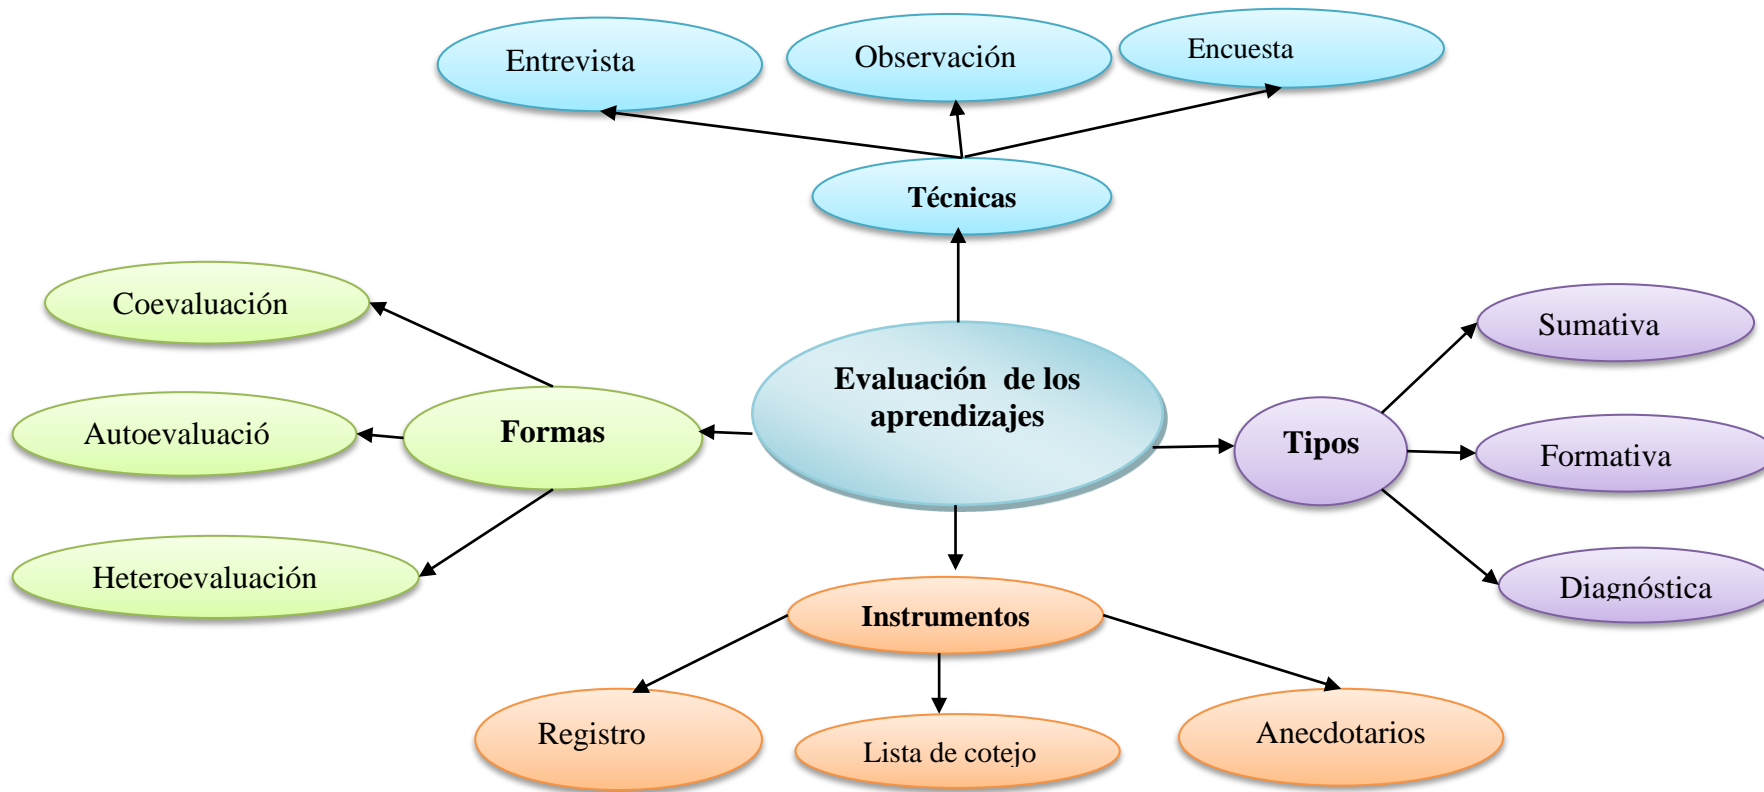 Entrevista
Observación
Encuesta
Técnicas
Coevaluación
Autoevaluació
Heteroevaluación
Formas
Evaluación de los
aprendizajes
Tipos
Sumativa
Formativa
Diagnóstica
Instrumentos
Registro
Lista de cotejo
Anecdotarios